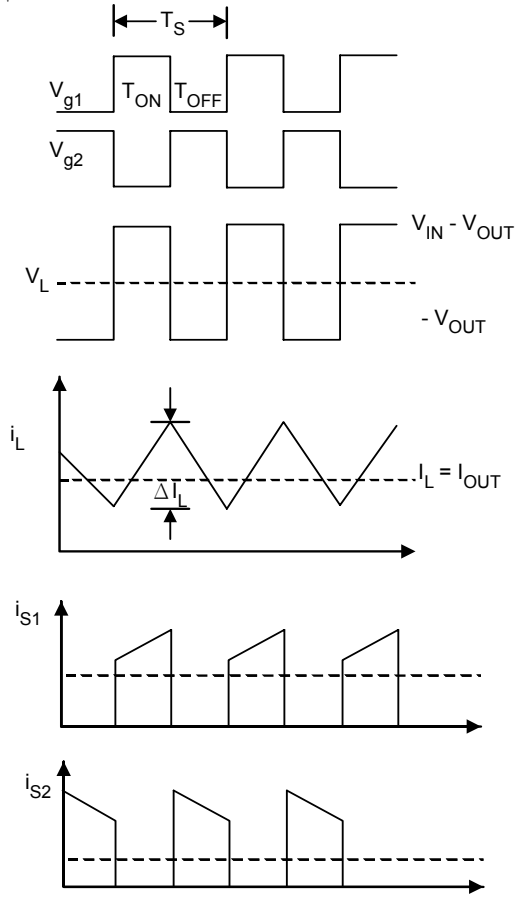 T_S
V_g1
T_ON T_OFF
V_g2
V_IN - V_OUT
V_L
- V_OUT
i_L
I_L = I_OUT
ΔI_L
i_S1
i_S2